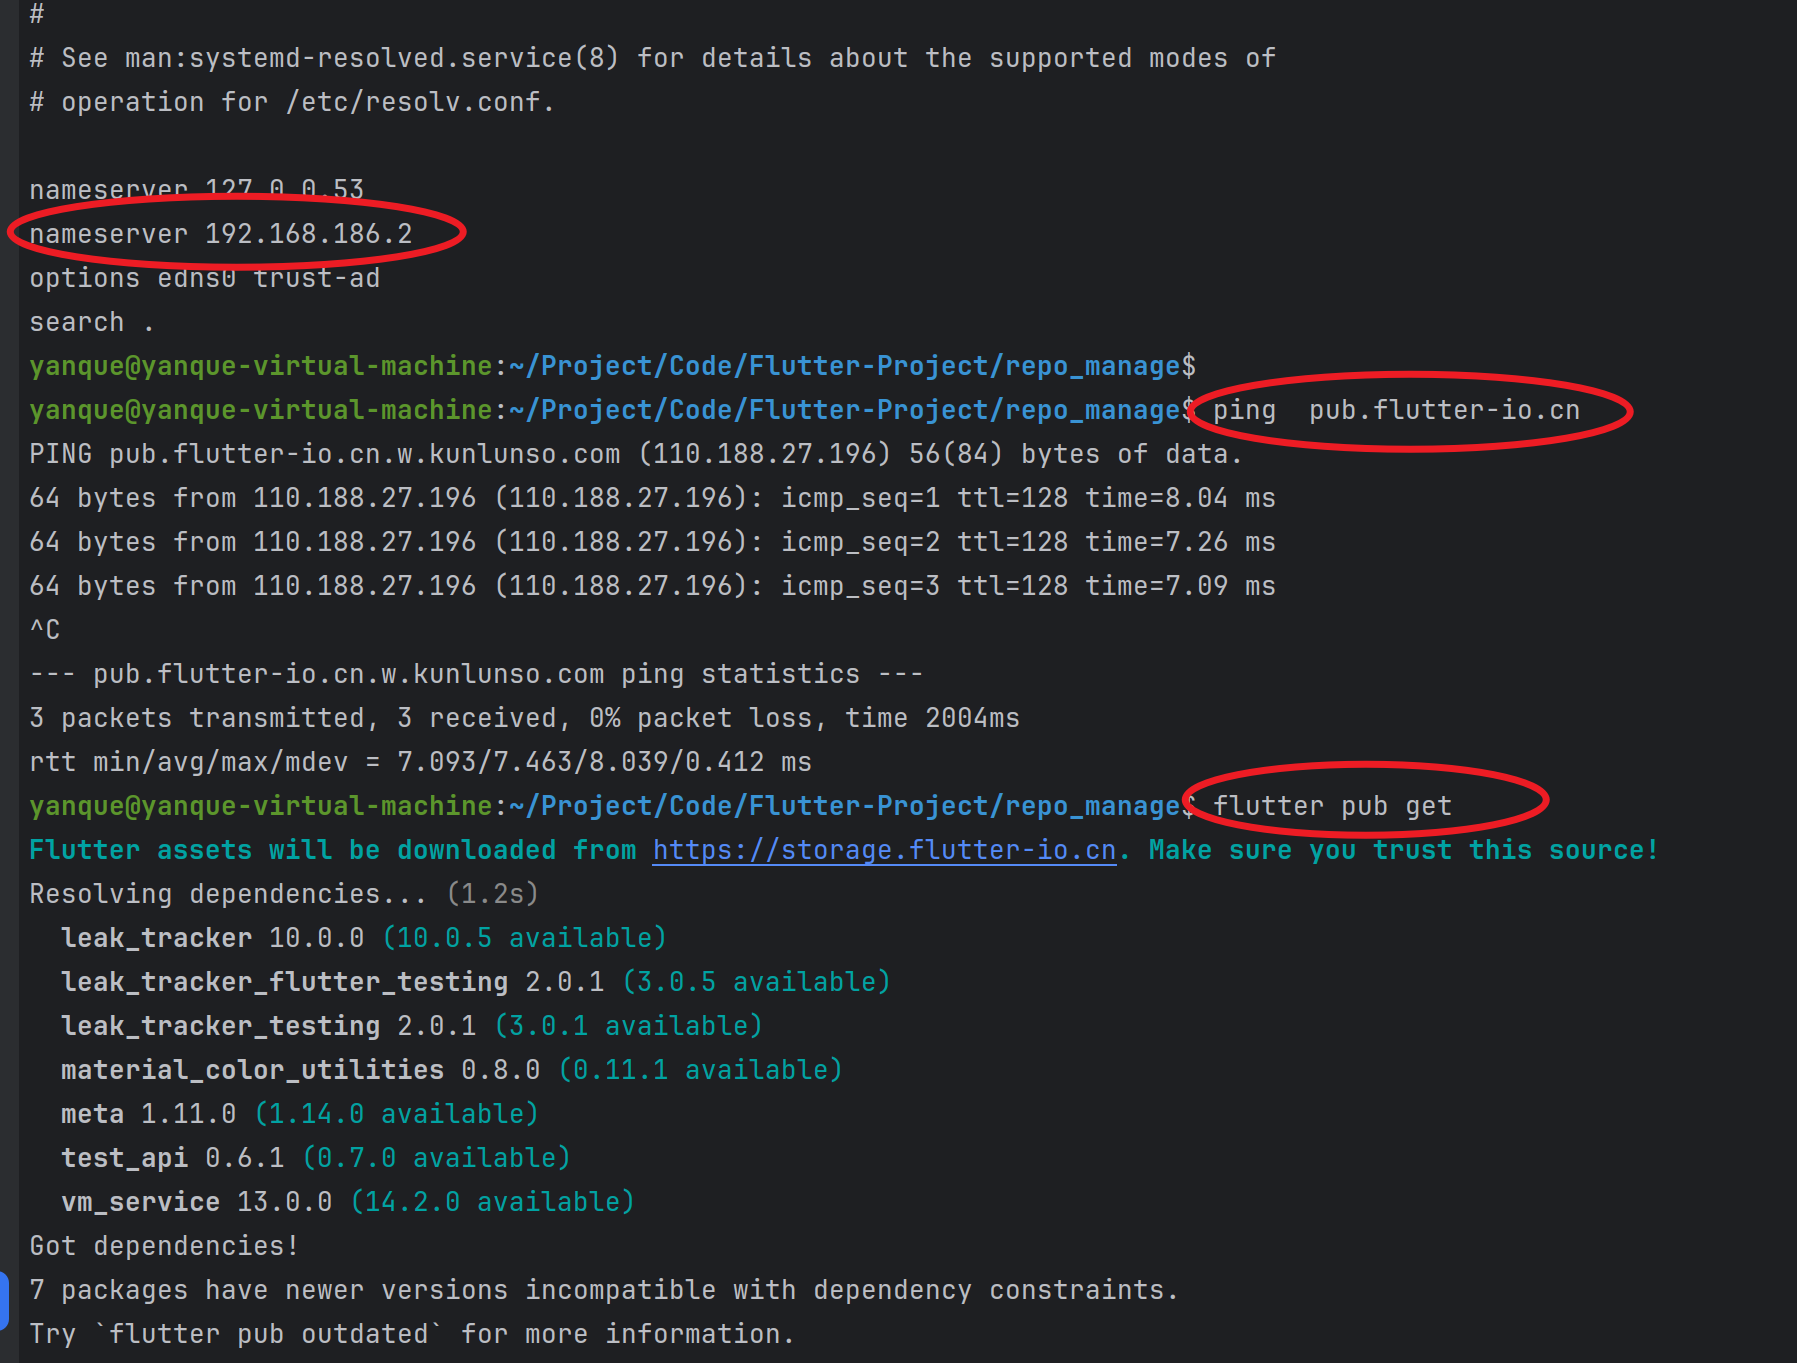 #
# See man:systemd-resolved.service(8) for details about the supported modes of
# operation for /etc/resolv.conf.
nameserver 127.0.0.53
nameserver 192.168.186.2
options edns0 trust-ad
search .
yanque@yanque-virtual-machine:~/Project/Code/Flutter-Project/repo_manage$
yanque@yanque-virtual-machine:~/Project/Code/Flutter-Project/repo_manage$ ping  pub.flutter-io.cn
PING pub.flutter-io.cn.w.kunlunso.com (110.188.27.196) 56(84) bytes of data.
64 bytes from 110.188.27.196 (110.188.27.196): icmp_seq=1 ttl=128 time=8.04 ms
64 bytes from 110.188.27.196 (110.188.27.196): icmp_seq=2 ttl=128 time=7.26 ms
64 bytes from 110.188.27.196 (110.188.27.196): icmp_seq=3 ttl=128 time=7.09 ms
^C
--- pub.flutter-io.cn.w.kunlunso.com ping statistics ---
3 packets transmitted, 3 received, 0% packet loss, time 2004ms
rtt min/avg/max/mdev = 7.093/7.463/8.039/0.412 ms
yanque@yanque-virtual-machine:~/Project/Code/Flutter-Project/repo_manage$ flutter pub get
Flutter assets will be downloaded from https://storage.flutter-io.cn. Make sure you trust this source!
Resolving dependencies... (1.2s)
  leak_tracker 10.0.0 (10.0.5 available)
  leak_tracker_flutter_testing 2.0.1 (3.0.5 available)
  leak_tracker_testing 2.0.1 (3.0.1 available)
  material_color_utilities 0.8.0 (0.11.1 available)
  meta 1.11.0 (1.14.0 available)
  test_api 0.6.1 (0.7.0 available)
  vm_service 13.0.0 (14.2.0 available)
Got dependencies!
7 packages have newer versions incompatible with dependency constraints.
Try `flutter pub outdated` for more information.